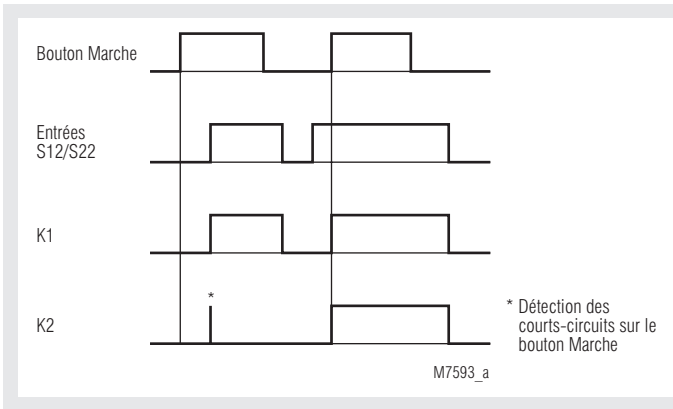 Bouton Marche
Entrées
S12/S22
K1
*
K2
* Détection des
courts-circuits sur le
bouton Marche
M7593_a